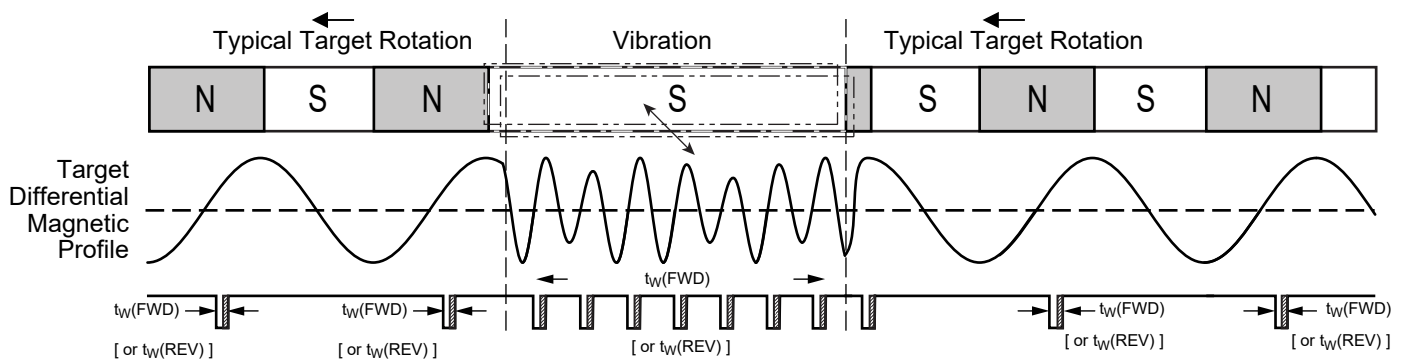 Typical Target Rotation
Vibration
Typical Target Rotation
N
S
N
S
S
N
S
N
Target
Differential
Magnetic
Profile
tW(FWD)
tW(FWD)
tW(FWD)
tW(FWD)
tW(FWD)
[ or tW(REV) ]
[ or tW(REV) ]
[ or tW(REV) ]
[ or tW(REV) ]
[ or tW(REV) ]